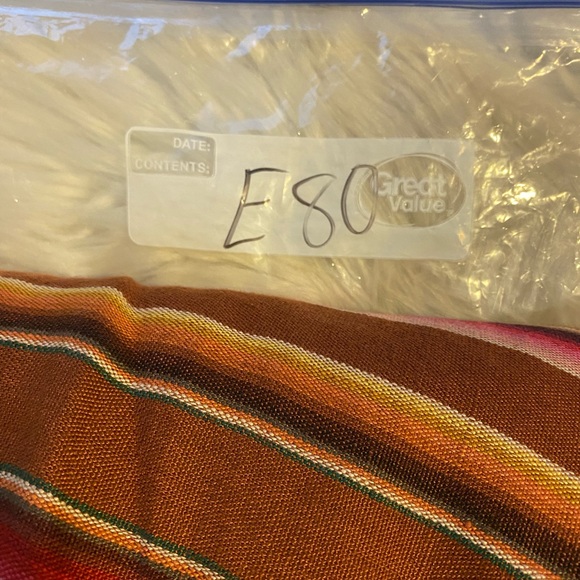 DATE:
CONTENTS:
E80
Great
Value